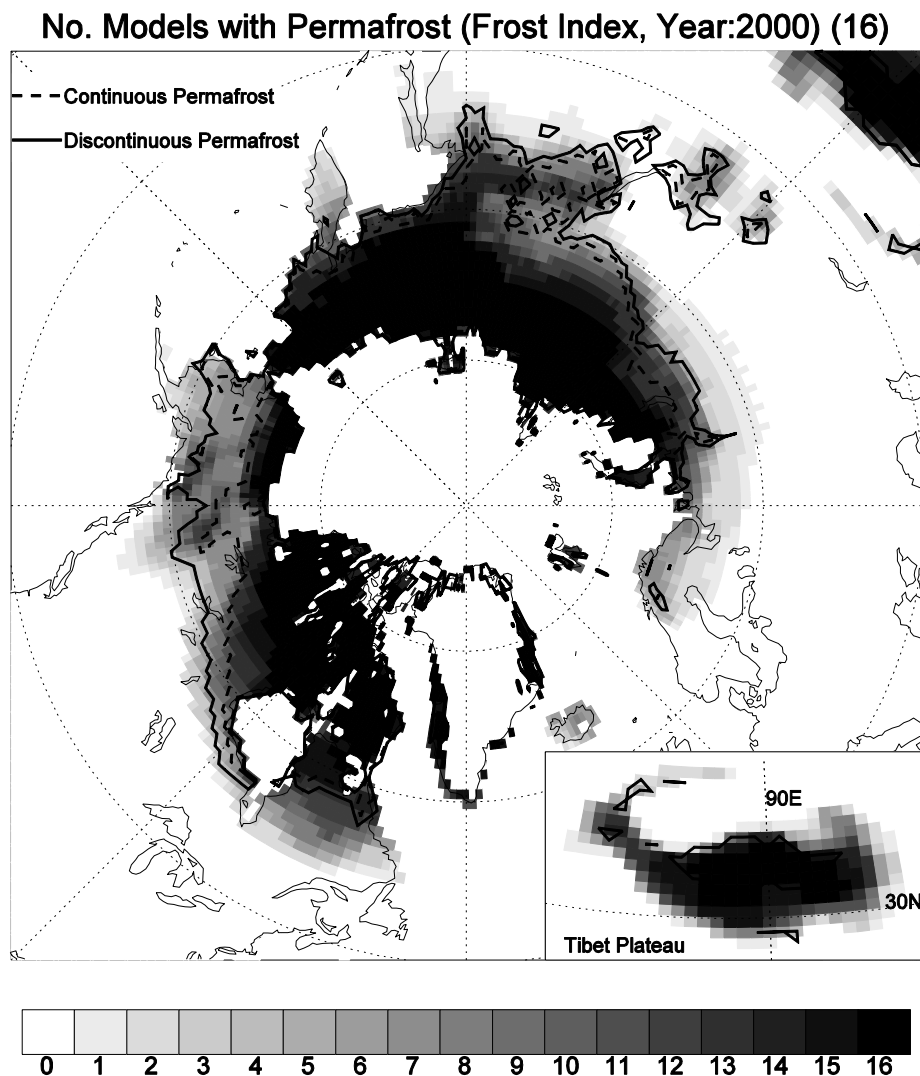 No. Models with Permafrost (Frost Index, Year:2000) (16)
Continuous Permafrost
Discontinuous Permafrost
90E
30N
Tibet Plateau
0 1 2 3 4 5 6 7 8 9 10 11 12 13 14 15 16